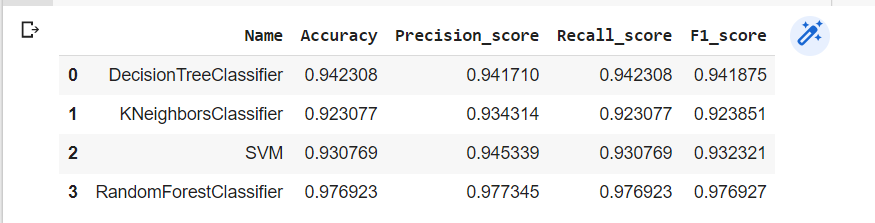 Name Accuracy Precision_score Recall_score F1_score
0 DecisionTreeClassifier 0.942308 0.941710 0.942308 0.941875
1 KNeighborsClassifier 0.923077 0.934314 0.923077 0.923851
2 SVM 0.930769 0.945339 0.930769 0.932321
3 RandomForestClassifier 0.976923 0.977345 0.976923 0.976927